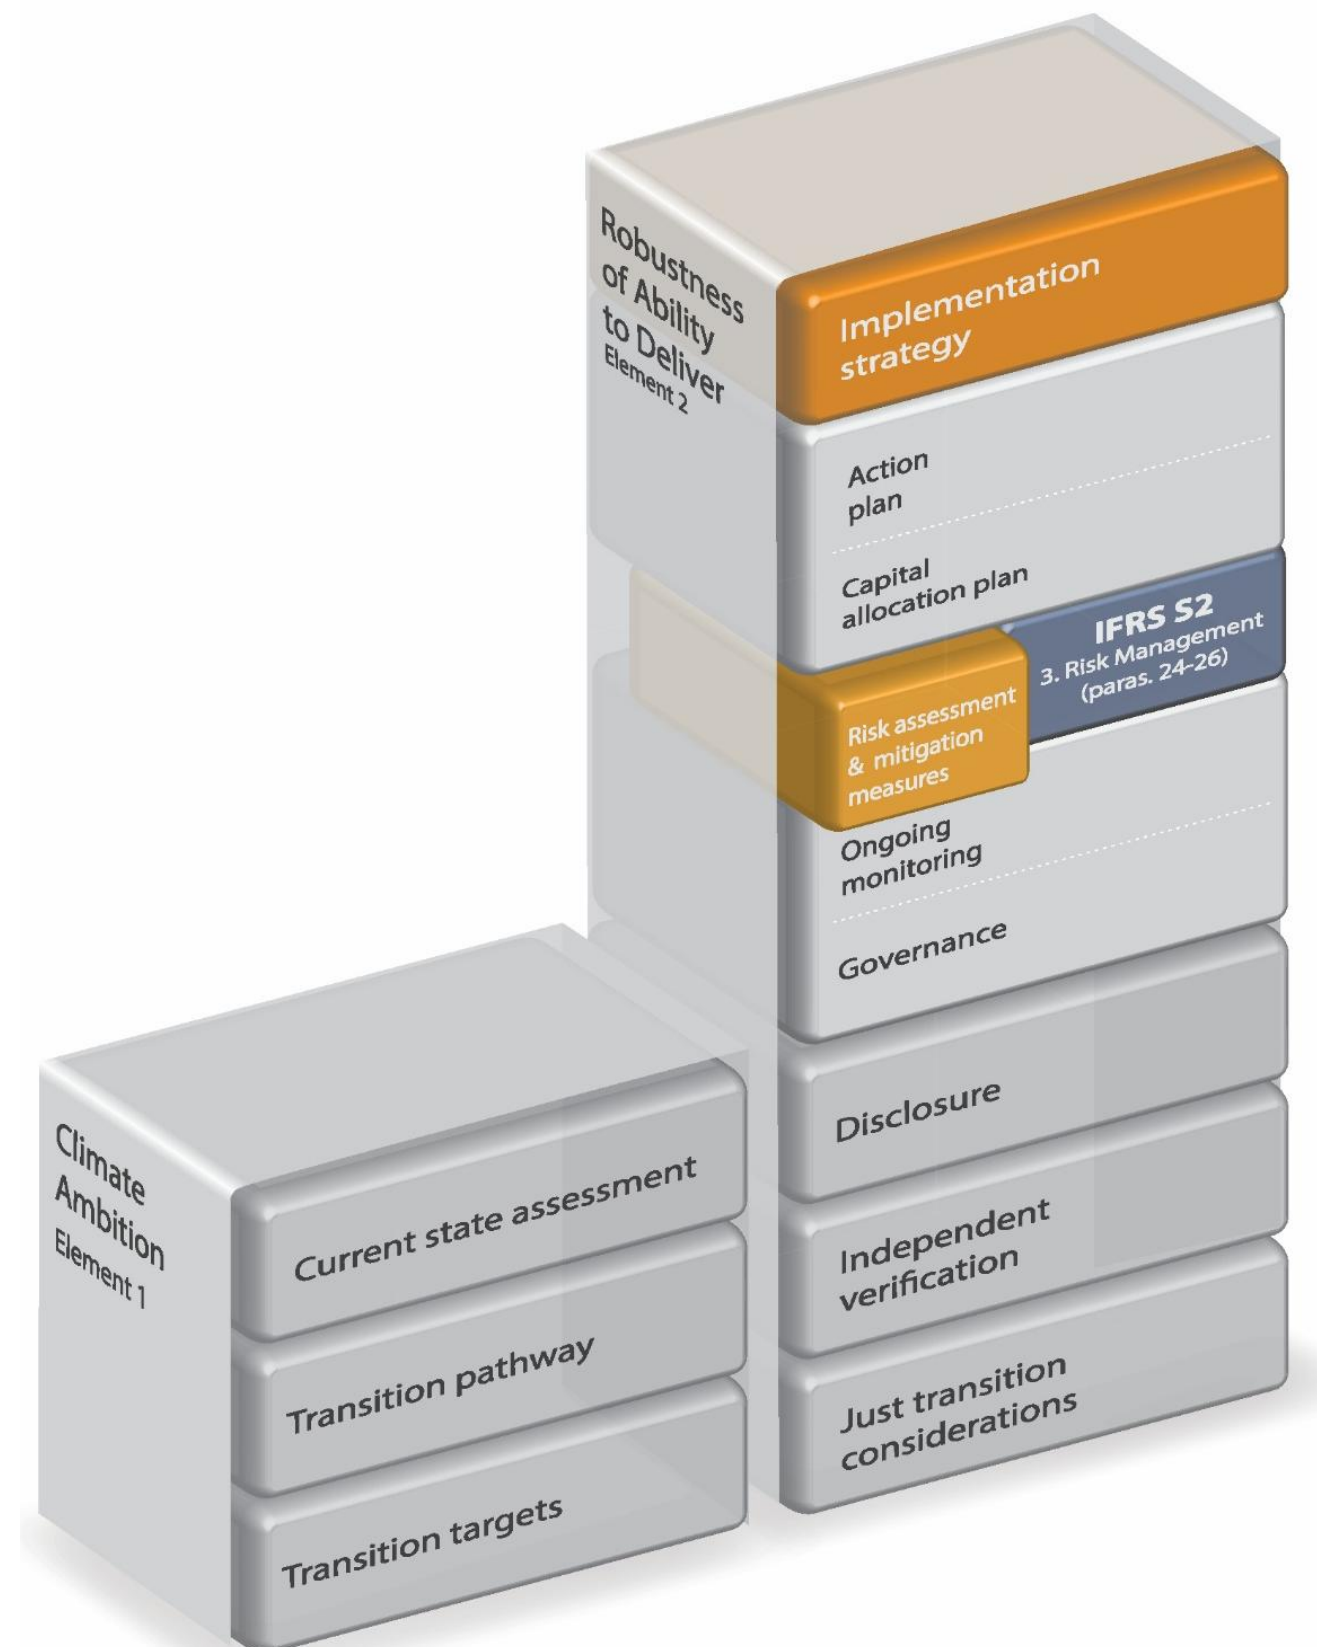 Robustness
of Ability
to Deliver
Element 2
Implementation
strategy
Action
plan
Capital
allocation plan
IFRS S2
3. Risk Management
(paras. 24-26)
Risk assessment
& mitigation
measures
Ongoing
monitoring
Governance
Disclosure
Independent
verification
Just transition
considerations
Climate
Ambition
Element 1
Current state assessment
Transition pathway
Transition targets